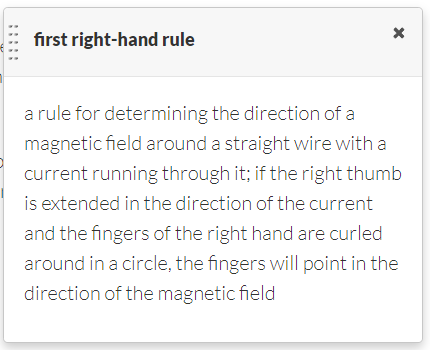 first right-hand rule
a rule for determining the direction of a
magnetic field around a straight wire with a
current running through it; if the right thumb
is extended in the direction of the current
and the fingers of the right hand are curled
around in a circle, the fingers will point in the
direction of the magnetic field